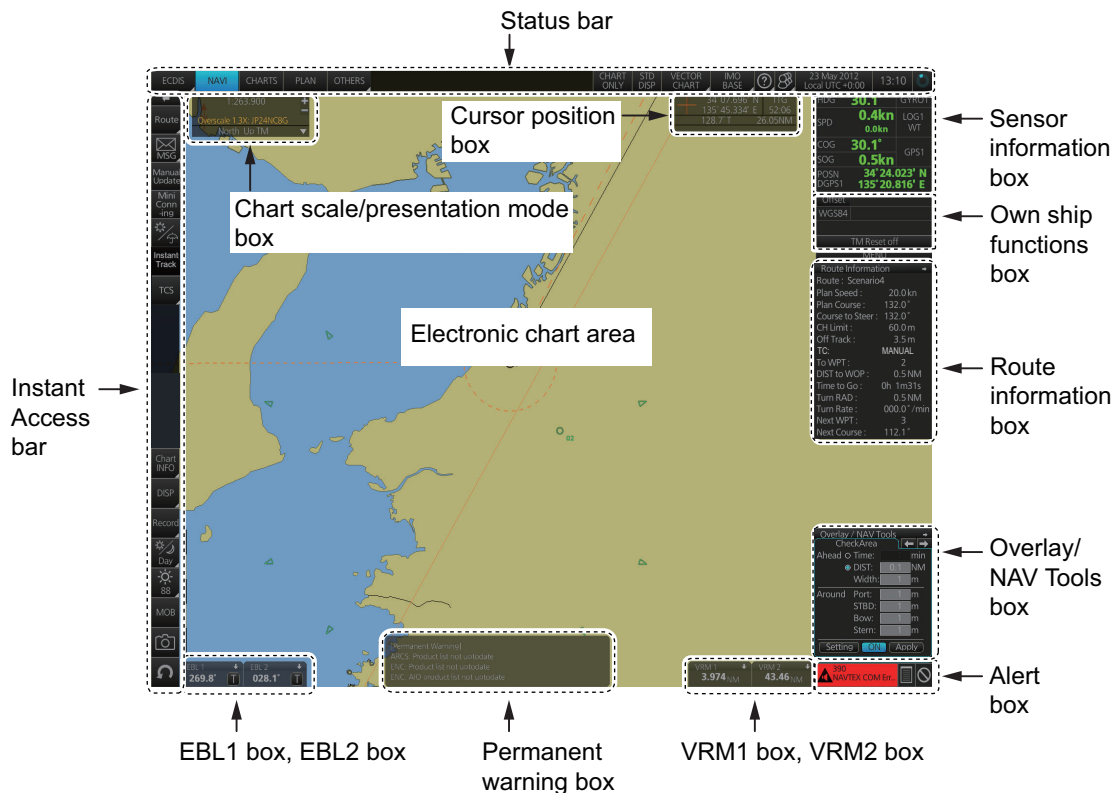 Status bar
ECDIS NAVI CHARTS PLAN OTHERS CHART ONLY STD DISP VECTOR CHART IMO BASE ? 23 May 2012 Local UTC +0:00 13:10
1:263.900 +
−
Overscale 1.3X: JP24NC8G
North Up TM
Cursor position
box
34°07.696' N TTG
135°45.334' E 52:06
128.7°T 26.05NM
HDG 30.1° GYRO1
SPD 0.4kn LOG1
0.0kn WT
COG 30.1° GPS1
SOG 0.5kn
POSN 34°24.023' N
DGPS1 135°20.816' E
Sensor
information
box
Offset
WGS84
TM Reset off
MENU
Own ship
functions
box
Chart scale/presentation mode
box
Electronic chart area
Route Information
Route : Scenario4
Plan Speed : 20.0 kn
Plan Course : 132.0°
Course to Steer : 132.0°
CH Limit : 60.0 m
Off Track : 3.5 m
TC: MANUAL
To WPT : 2
DIST to WOP : 0.5 NM
Time to Go : 0h 1m31s
Turn RAD : 0.5 NM
Turn Rate : 000.0°/min
Next WPT : 3
Next Course : 112.1°
Route
information
box
Instant
Access
bar
Route
MSG
Manual
Update
Mini
Conn
-ing
Instant
Track
TCS
Chart
INFO
DISP
Record
Day
88
MOB
Overlay / NAV Tools
CheckArea
Ahead Time: min
DIST: 0.1 NM
Width: 1 m
Around Port: 1 m
STBD: 1 m
Bow: 1 m
Stern: 1 m
Setting ON Apply
Overlay/
NAV Tools
box
EBL 1 EBL 2
269.8° T 028.1° T
[Permanent Warning]
ARCS: Product list not uptodate
ENC: Product list not uptodate
ENC: AIO product list not uptodate
VRM 1 VRM 2
3.974 NM 43.46 NM
390
NAVTEX COM Err..
Alert
box
EBL1 box, EBL2 box
Permanent
warning box
VRM1 box, VRM2 box